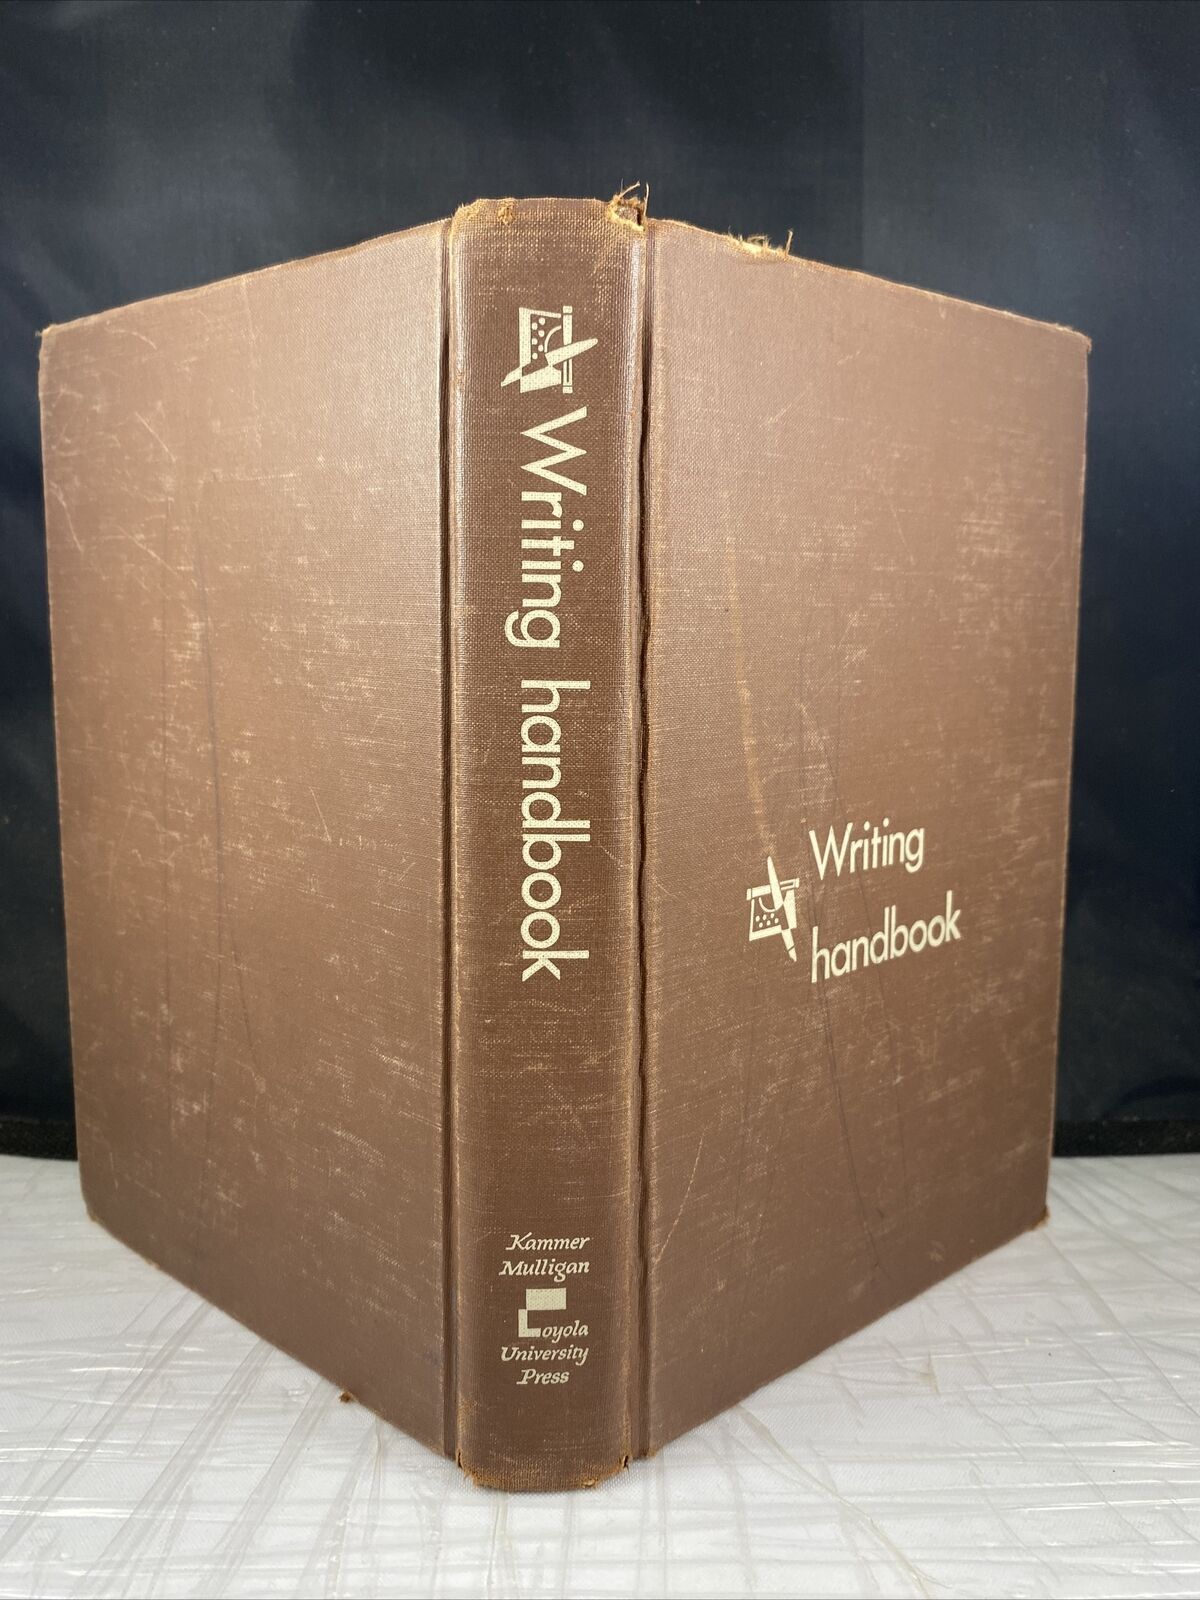 Writing handbook
Kammer
Mulligan
Loyola
University
Press
Writing
handbook